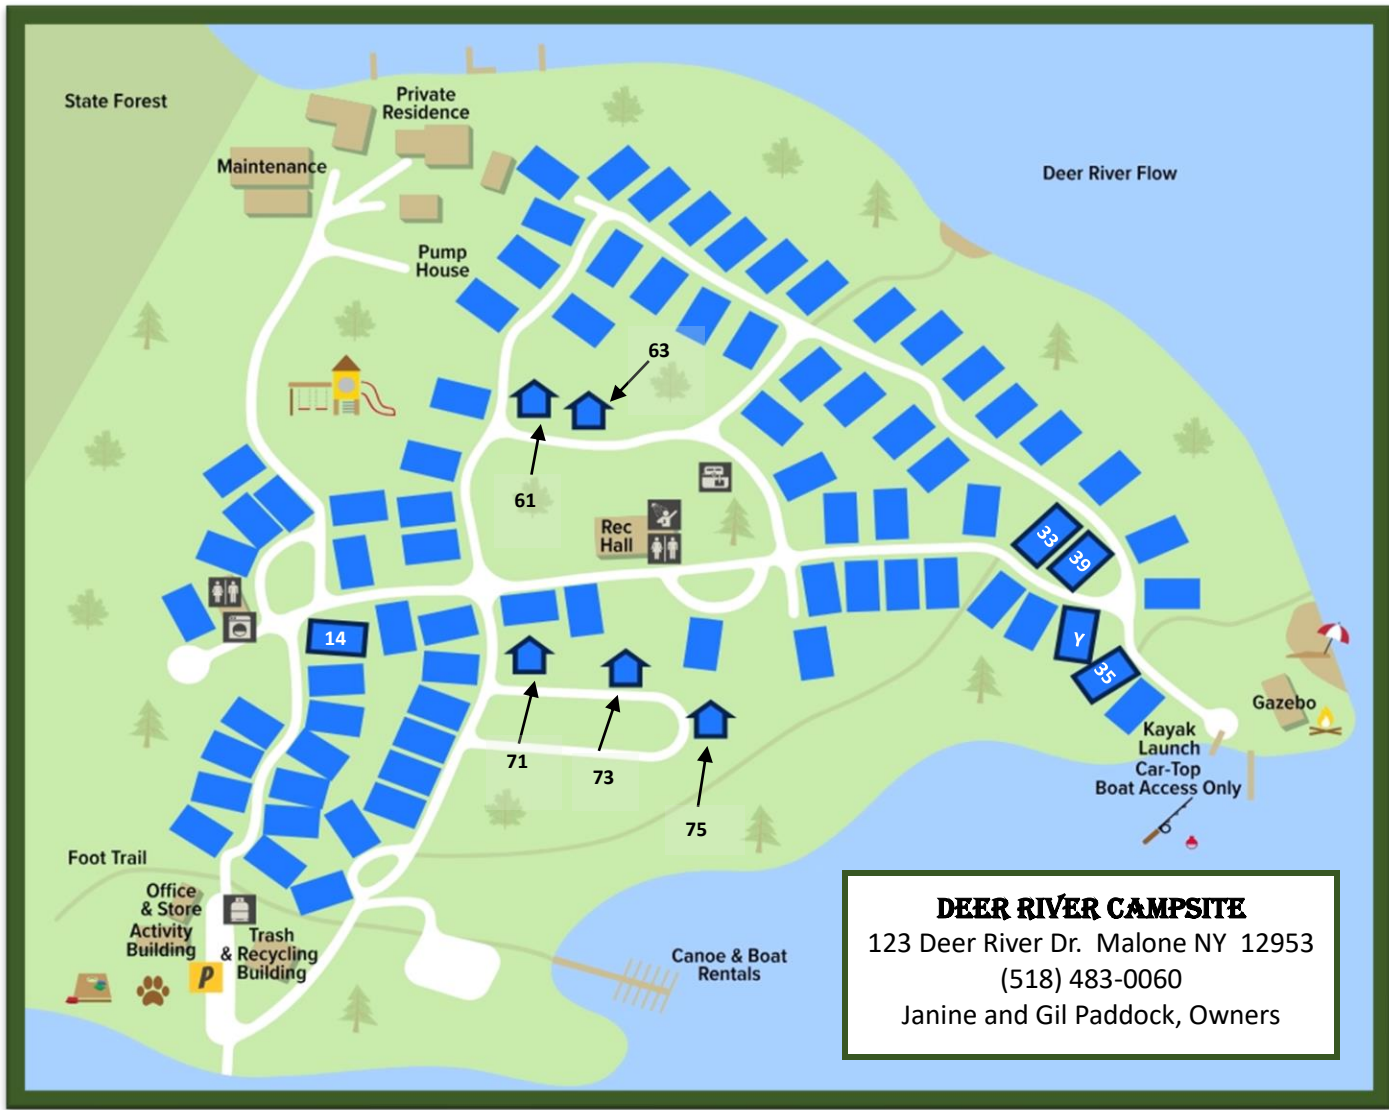 State Forest
Private
Residence
Maintenance
Deer River Flow
Pump
House
63
61
Rec
Hall
33
39
14
Y
35
71
73
75
Gazebo
Kayak
Launch
Car-Top
Boat Access Only
Foot Trail
Office
& Store
Activity
Building
Trash
& Recycling
Building
P
Canoe & Boat
Rentals
DEER RIVER CAMPSITE
123 Deer River Dr.  Malone NY  12953
(518) 483-0060
Janine and Gil Paddock, Owners